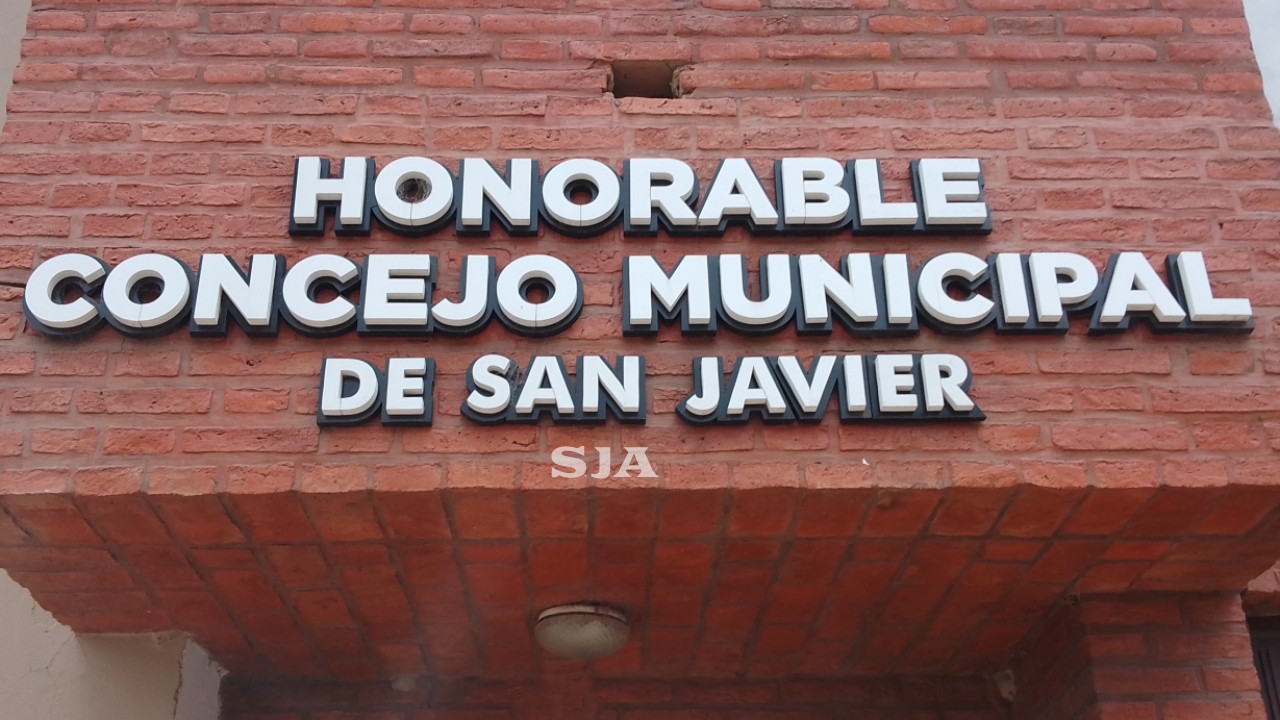 HONORABLE
CONCEJO MUNICIPAL
DE SAN JAVIER
SJA